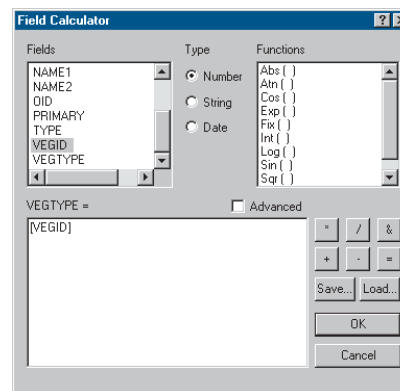 Field Calculator
Fields
Type
Functions
NAME1
NAME2
OID
PRIMARY
TYPE
VEGID
VEGTYPE
Number
String
Date
Abs ( )
Atn ( )
Cos ( )
Exp ( )
Fix ( )
Int ( )
Log ( )
Sin ( )
Sqr ( )
VEGTYPE =
Advanced
[VEGID]
* / &
+ - =
Save... Load...
OK
Cancel